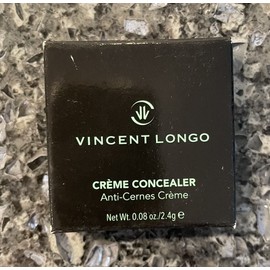 VINCENT LONGO
CRÈME CONCEALER
Anti-Cernes Crème
Net Wt. 0.08 oz./2.4g ℮